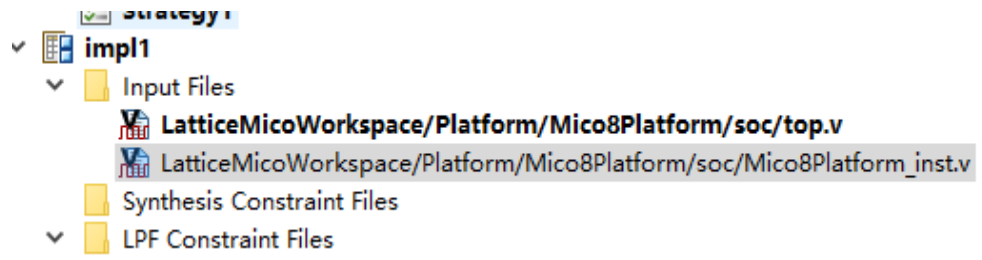 Strategy1
impl1
Input Files
LatticeMicoWorkspace/Platform/Mico8Platform/soc/top.v
LatticeMicoWorkspace/Platform/Mico8Platform/soc/Mico8Platform_inst.v
Synthesis Constraint Files
LPF Constraint Files